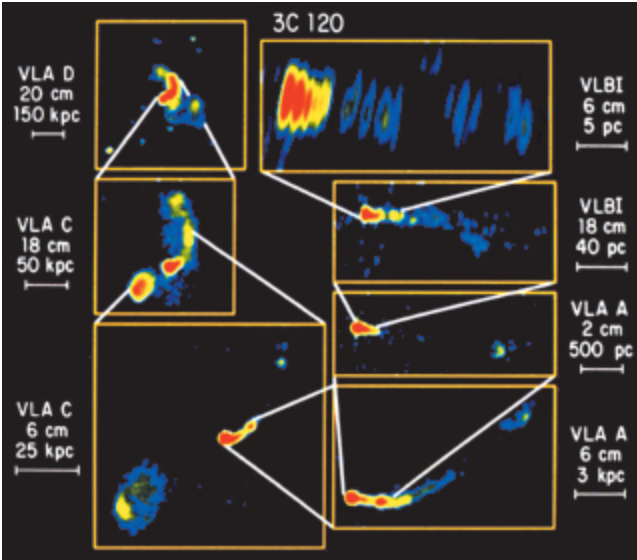 3C 120
VLA D
20 cm
150 kpc
VLBI
6 cm
5 pc
VLA C
18 cm
50 kpc
VLBI
18 cm
40 pc
VLA A
2 cm
500 pc
VLA C
6 cm
25 kpc
VLA A
6 cm
3 kpc